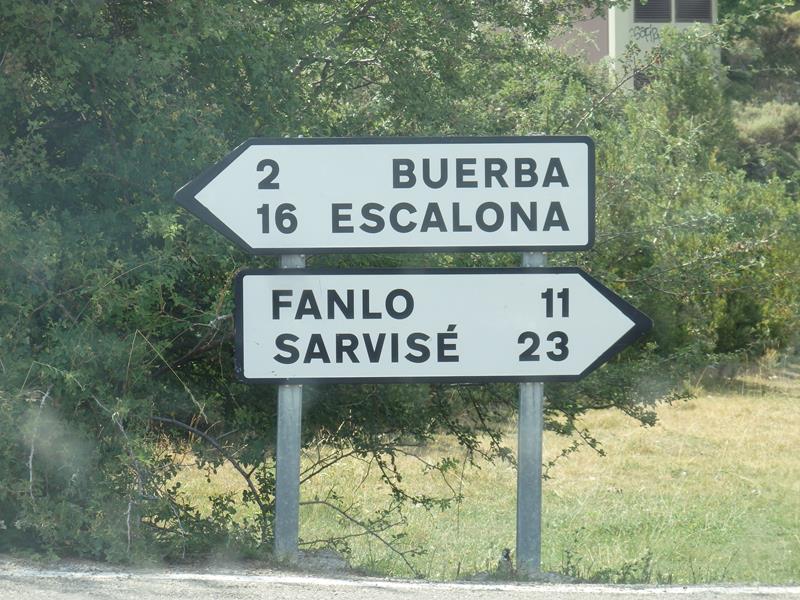 2 BUERBA
16 ESCALONA
FANLO 11
SARVISÉ 23